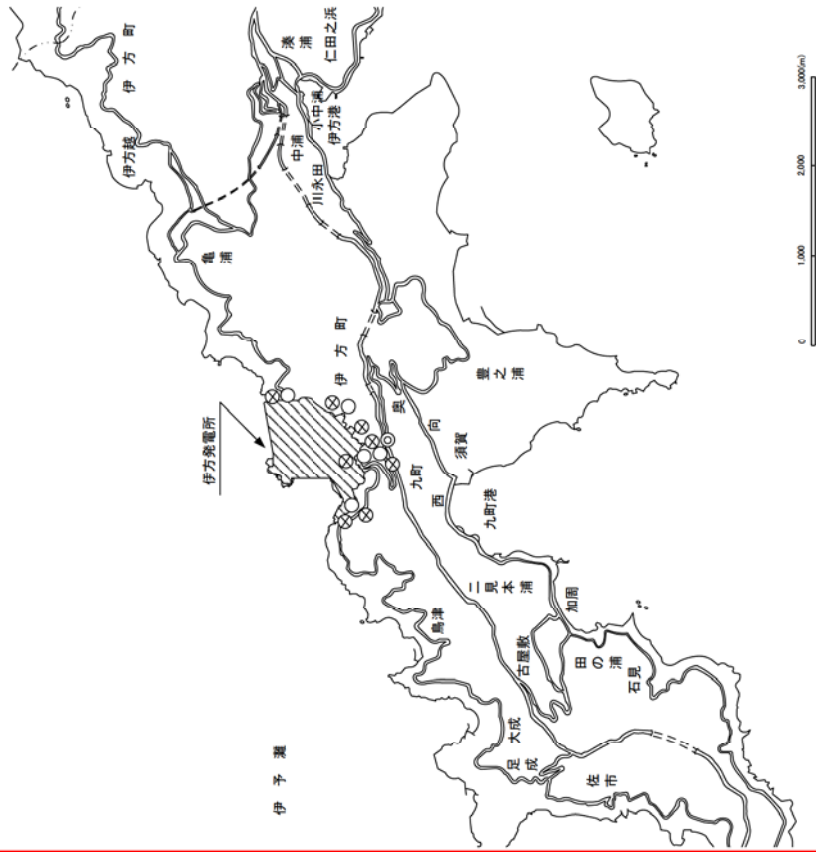 伊方町
伊方越
湊浦
仁田之浜
小中浦
伊方港
中浦
川永田
亀浦
伊方町
豊之浦
奥
向
須賀
伊方発電所
九町
西
九町港
二見本浦
加周
鳥津
古屋敷
田の浦
石見
大成
足成
佐市
伊予灘
0
1,000
2,000
3,000(m)